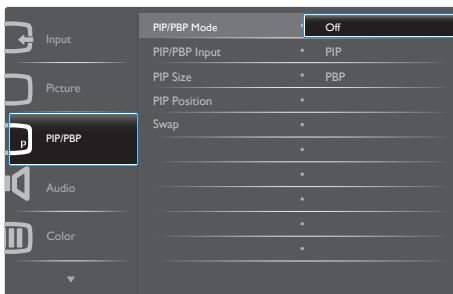 Input
Picture
P
PIP/PBP
Audio
Color
PIP/PBP Mode
PIP/PBP Input
PIP Size
PIP Position
Swap
Off
PIP
PBP